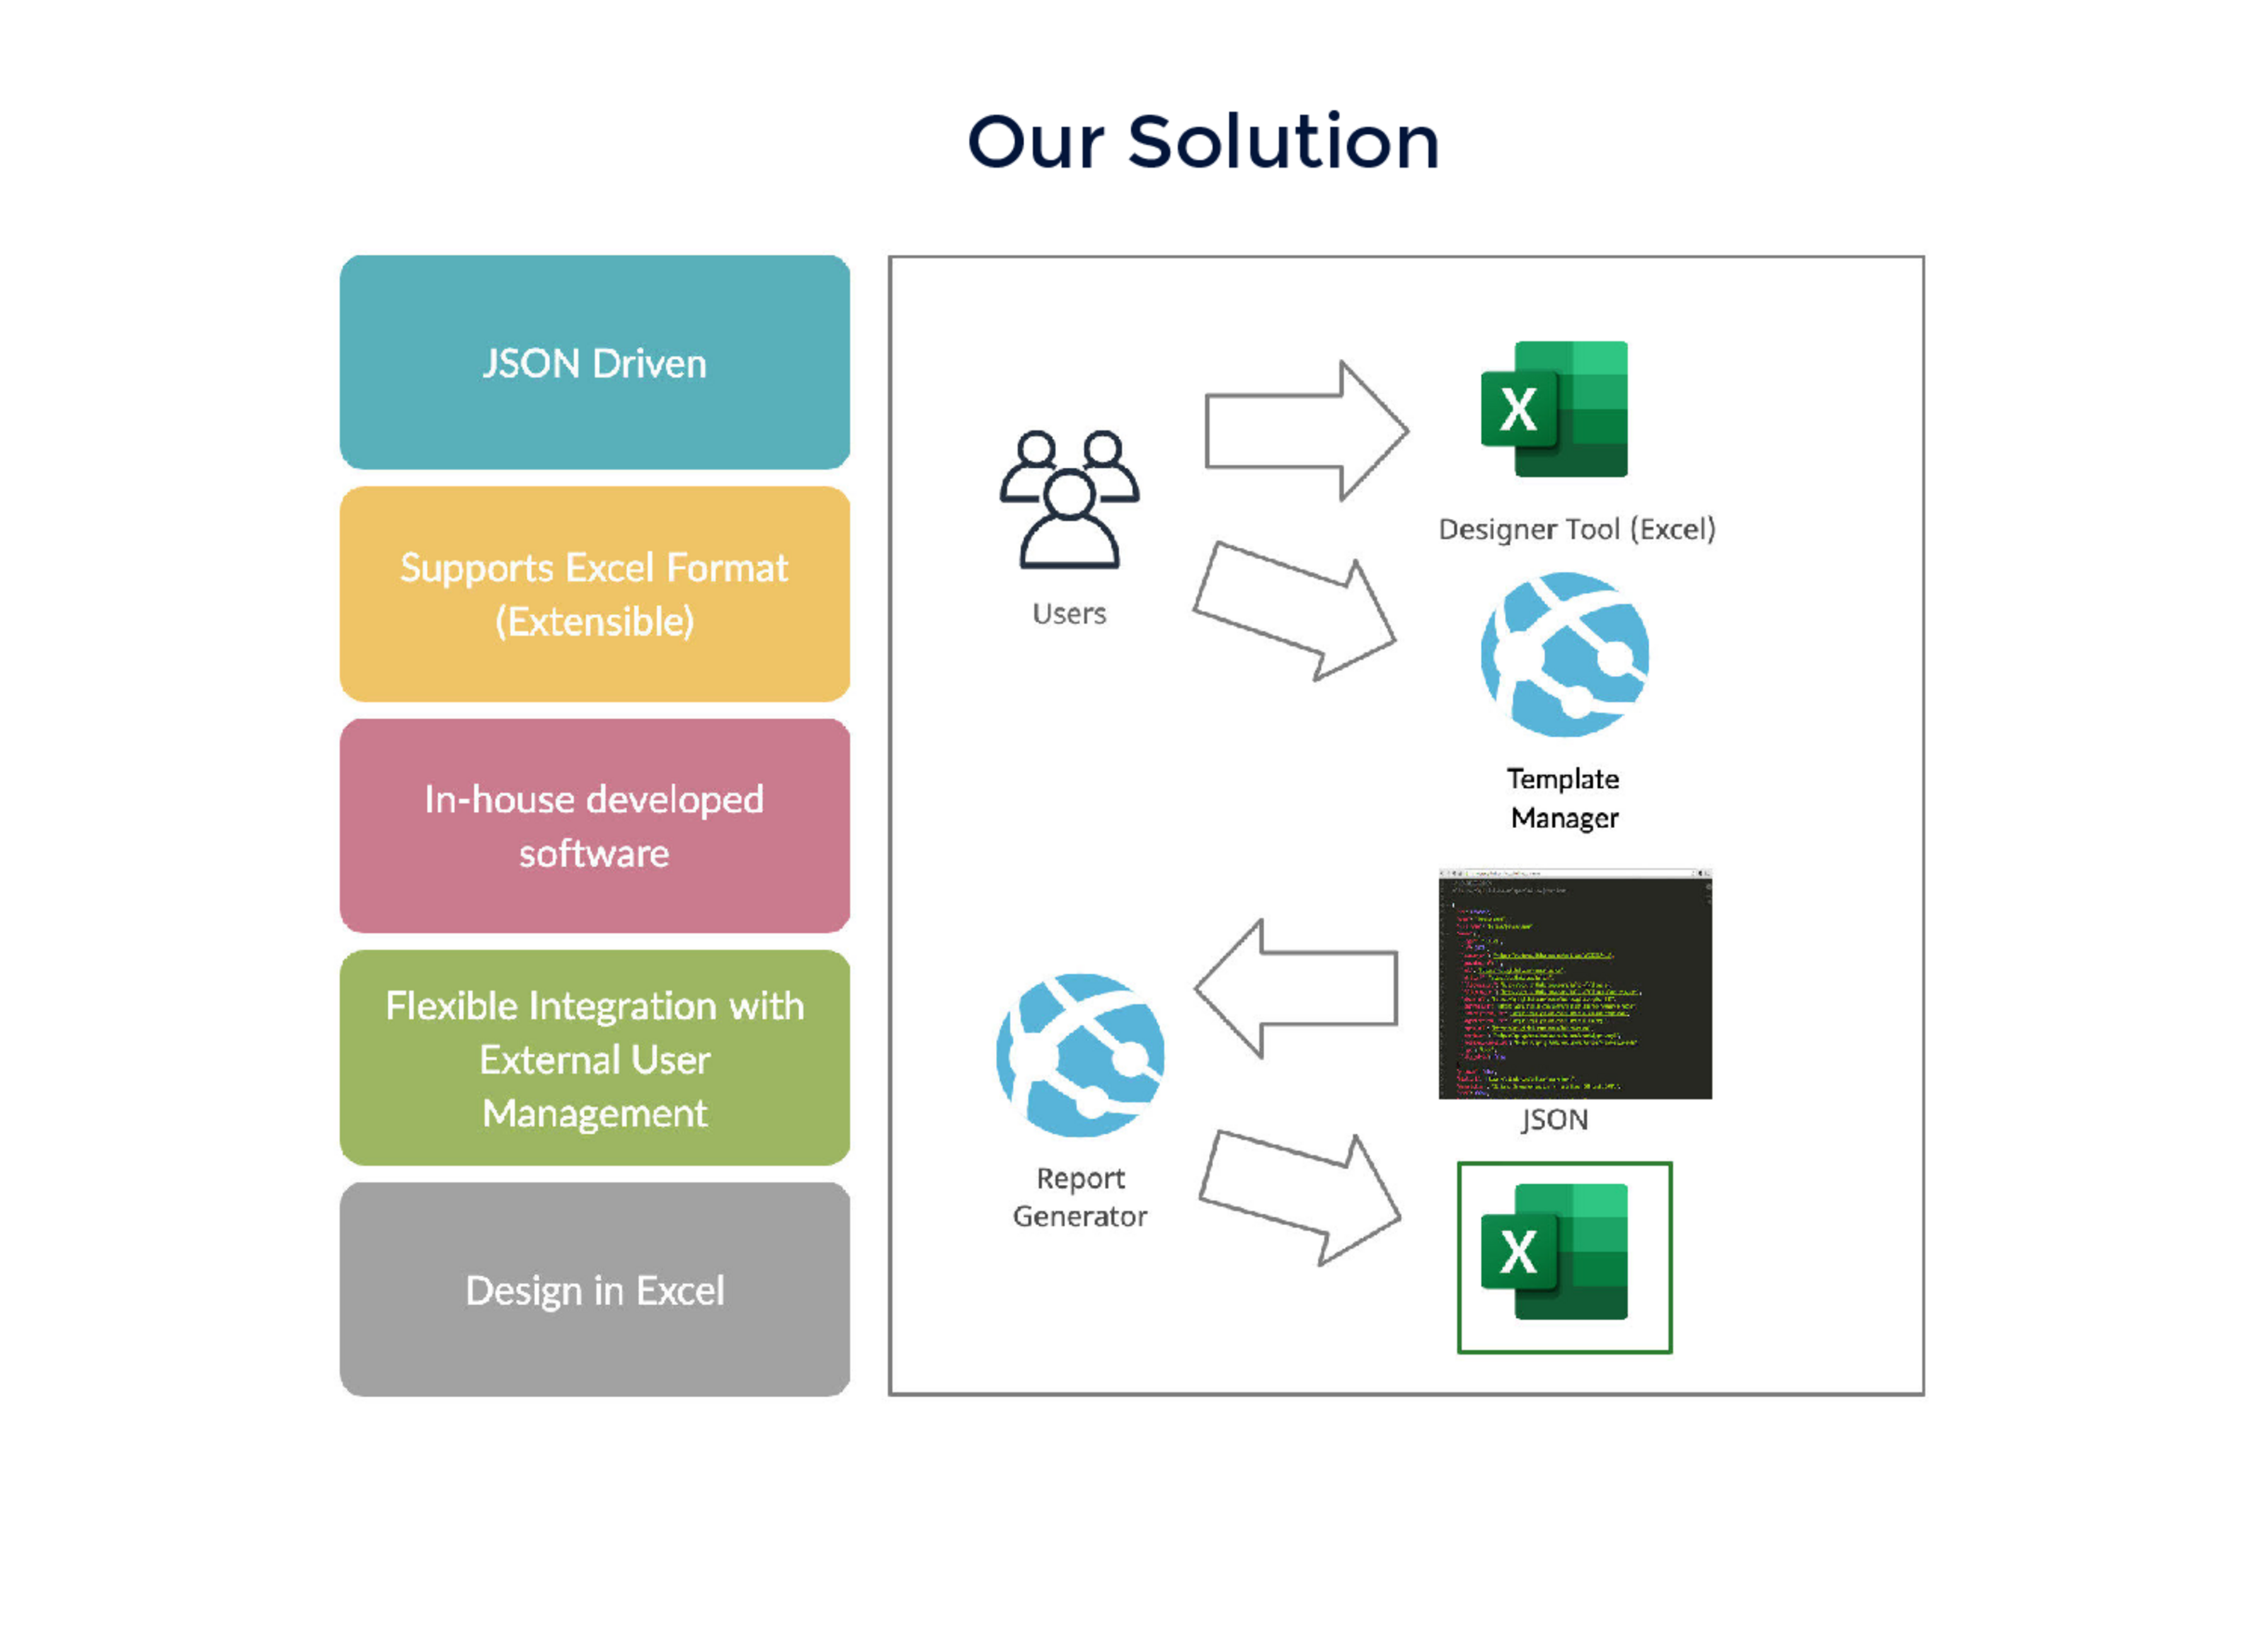 Our Solution
JSON Driven
Supports Excel Format
(Extensible)
In-house developed
software
Flexible Integration with
External User
Management
Design in Excel
Users
X
Designer Tool (Excel)
Template
Manager
JSON
Report
Generator
X